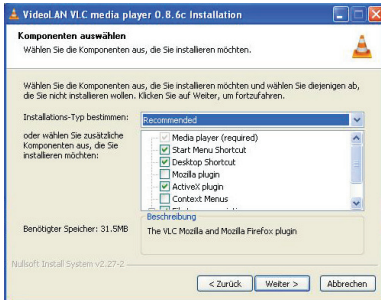 VideoLAN VLC media player 0.8.6c Installation
Komponenten auswählen
Wählen Sie die Komponenten aus, die Sie installieren möchten.
Wählen Sie die Komponenten aus, die Sie installieren möchten und wählen Sie diejenigen ab,
die Sie nicht installieren wollen. Klicken Sie auf Weiter, um fortzufahren.
Installations-Typ bestimmen:
Recommended
oder wählen Sie zusätzliche
Komponenten aus, die Sie
installieren möchten:
Media player (required)
Start Menu Shortcut
Desktop Shortcut
Mozilla plugin
ActiveX plugin
Context Menus
Benötigter Speicher: 31.5MB
Beschreibung
The VLC Mozilla and Mozilla Firefox plugin
Nullsoft Install System v2.27-2
< Zurück
Weiter >
Abbrechen